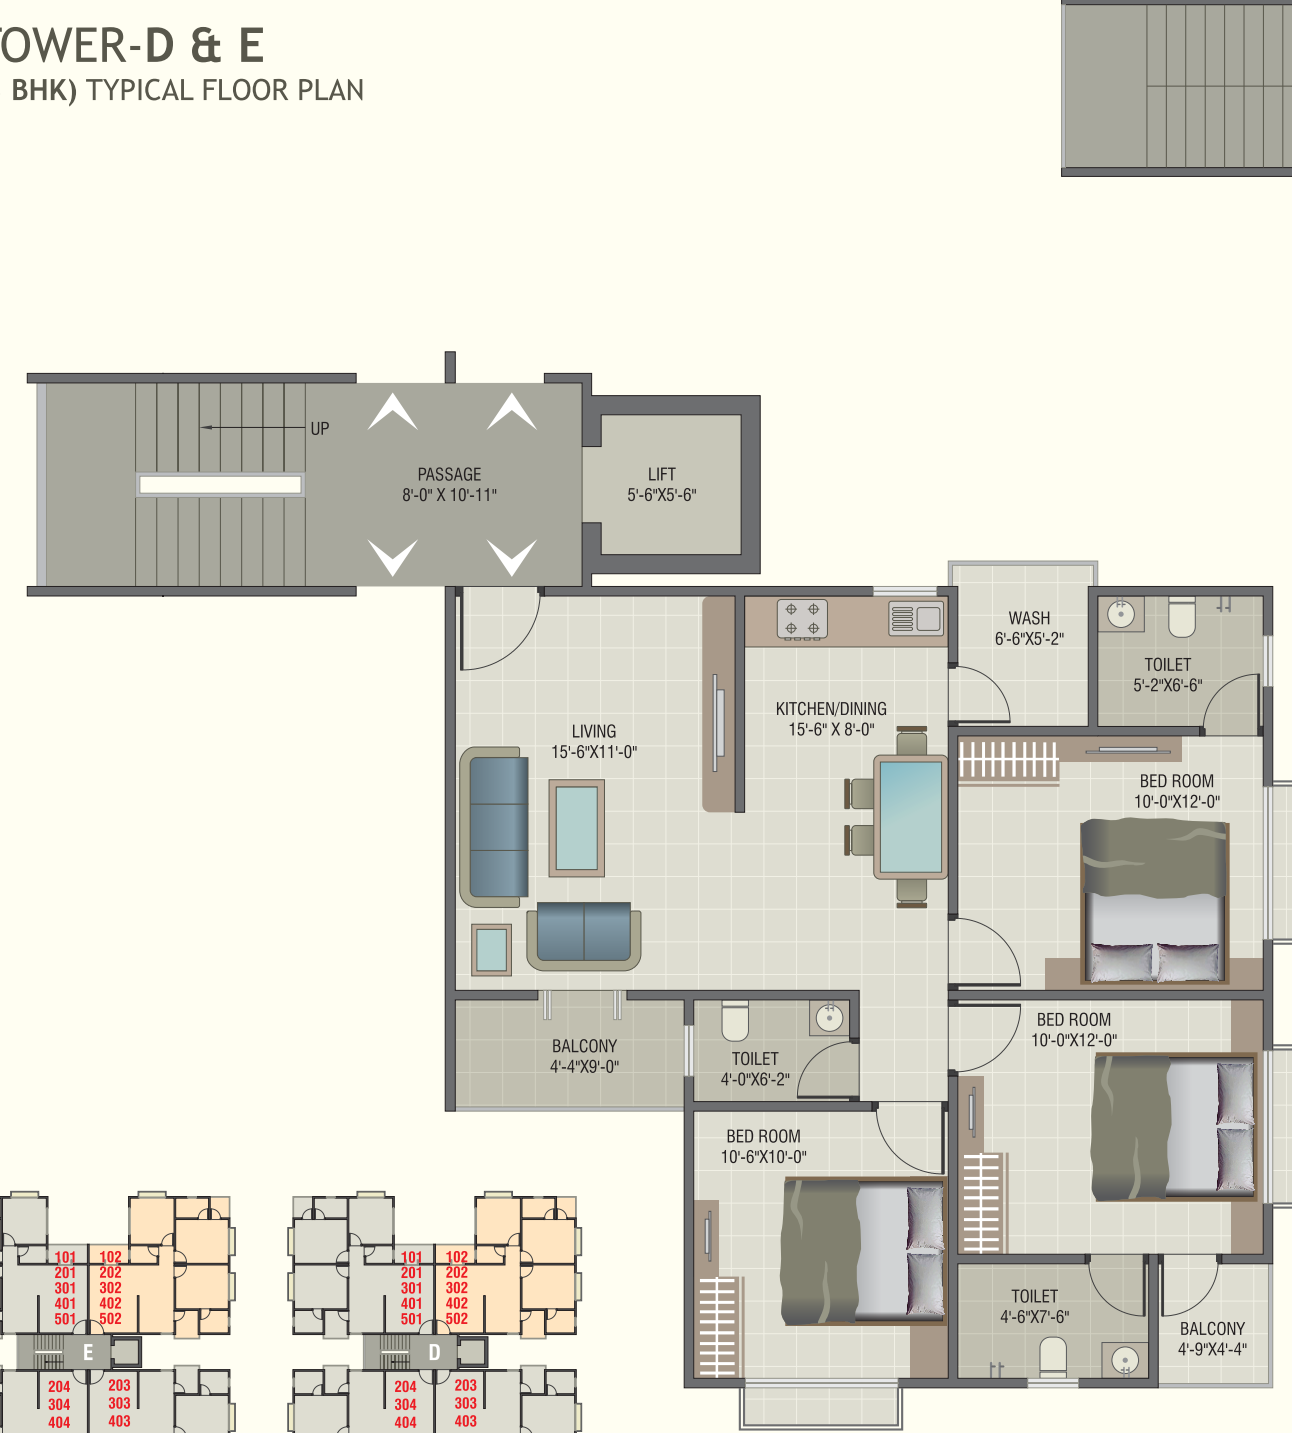 TOWER-D & E
BHK) TYPICAL FLOOR PLAN
UP
PASSAGE
8'-0" X 10'-11"
LIFT
5'-6"X5'-6"
WASH
6'-6"X5'-2"
TOILET
5'-2"X6'-6"
KITCHEN/DINING
15'-6" X 8'-0"
LIVING
15'-6"X11'-0"
BED ROOM
10'-0"X12'-0"
BED ROOM
10'-0"X12'-0"
BALCONY
4'-4"X9'-0"
TOILET
4'-0"X6'-2"
BED ROOM
10'-6"X10'-0"
TOILET
4'-6"X7'-6"
BALCONY
4'-9"X4'-4"
101 102
201 202
301 302
401 402
501 502
E
204 203
304 303
404 403
101 102
201 202
301 302
401 402
501 502
D
204 203
304 303
404 403